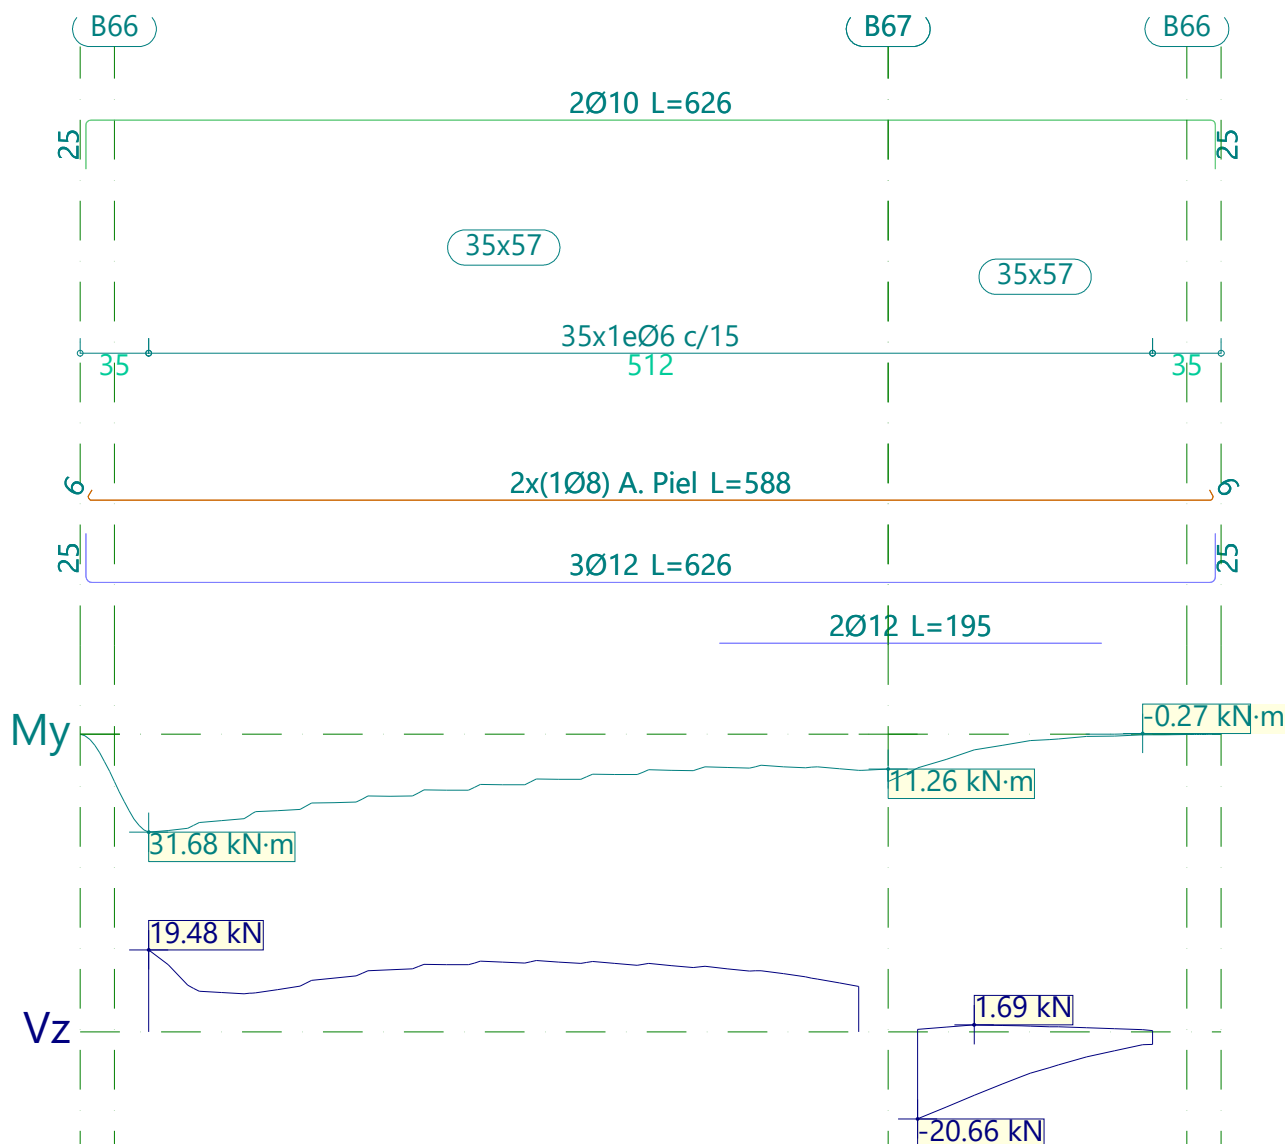 B66 B67 B66
2Ø10 L=626
25 25
35x57
35x57
35x1eØ6 c/15
35 512 35
2x(1Ø8) A. Piel L=588
6 6
3Ø12 L=626
25 25
2Ø12 L=195
My
-0.27 kN·m
11.26 kN·m
31.68 kN·m
19.48 kN
1.69 kN
Vz
-20.66 kN